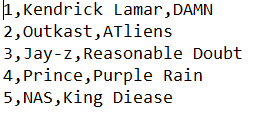 1,Kendrick Lamar,DAMN
2,Outkast,ATliens
3,Jay-z,Reasonable Doubt
4,Prince,Purple Rain
5,NAS,King Diease